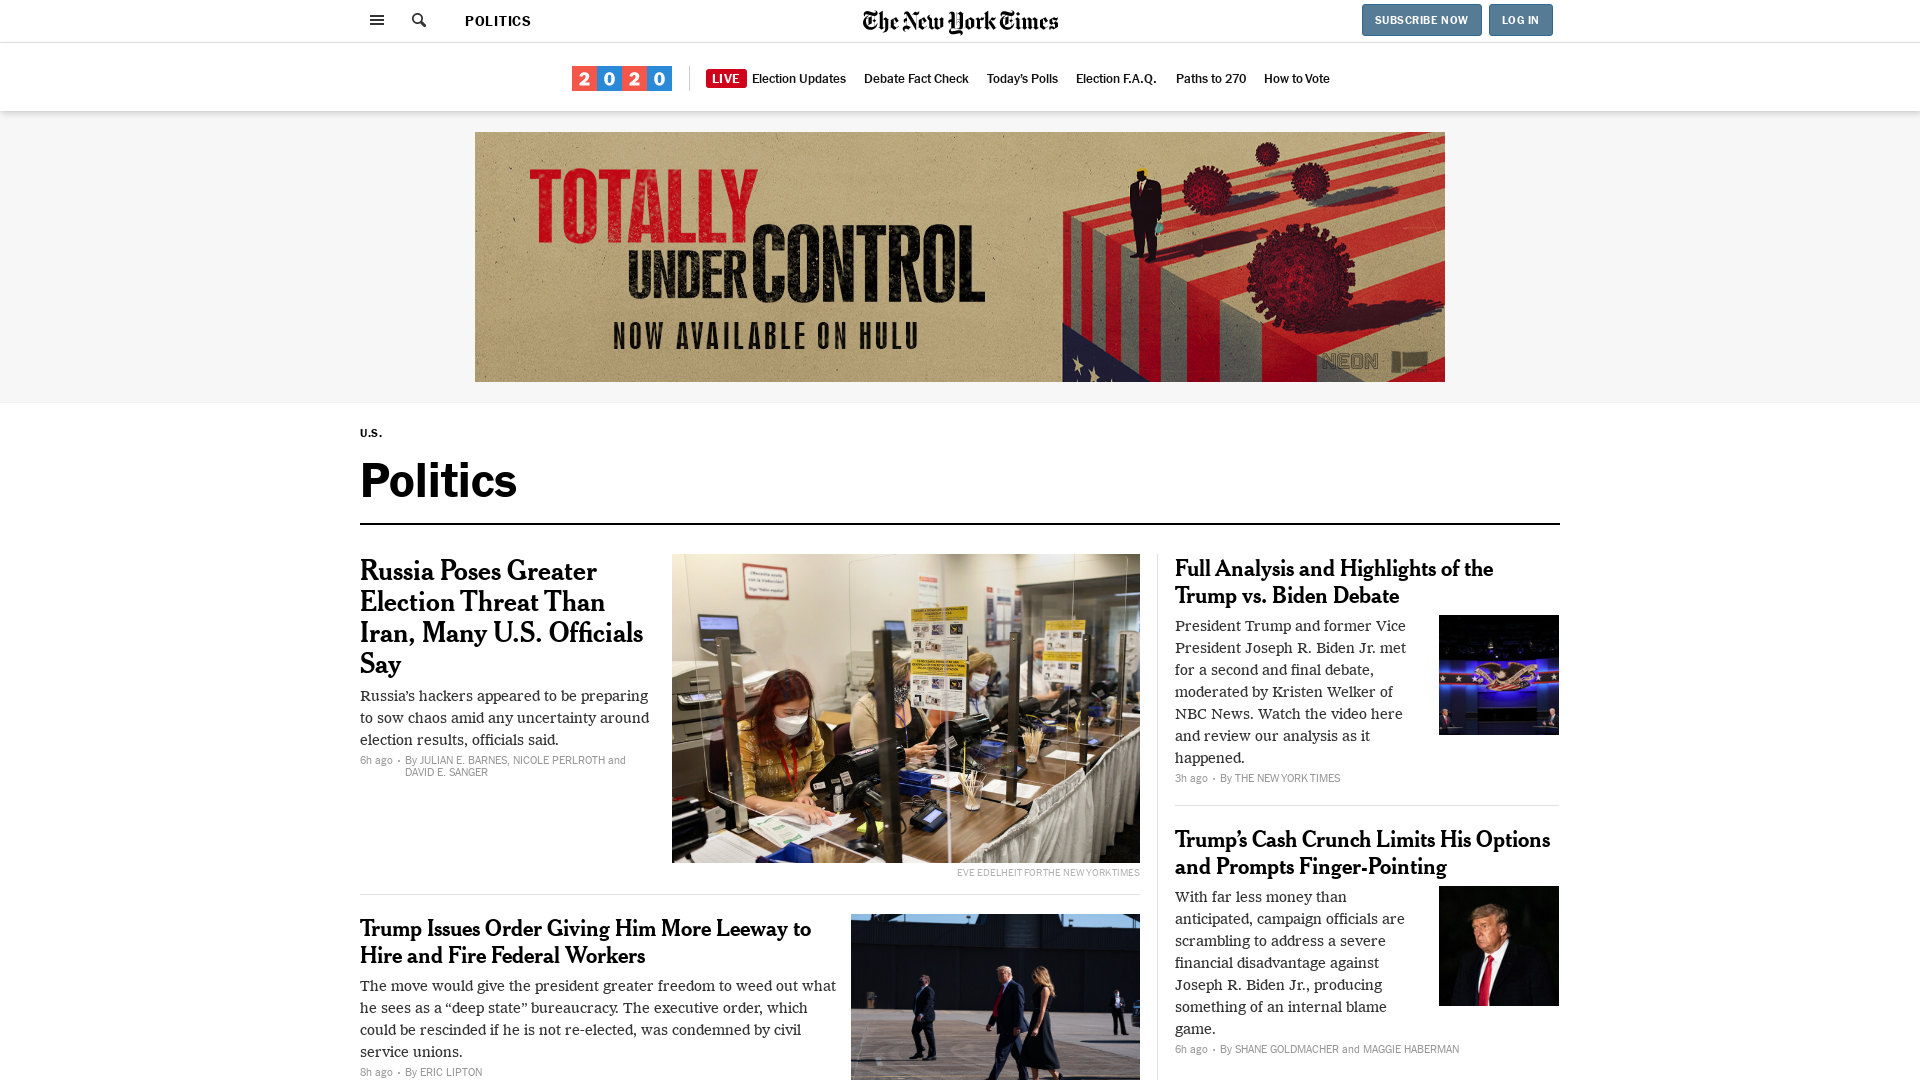 POLITICS
The New York Times
SUBSCRIBE NOW
LOG IN
2020
LIVE Election Updates
Debate Fact Check
Today's Polls
Election F.A.Q.
Paths to 270
How to Vote
TOTALLY
UNDER CONTROL
NOW AVAILABLE ON HULU
NEON
U.S.
Politics
Russia Poses Greater
Election Threat Than
Iran, Many U.S. Officials
Say
Russia’s hackers appeared to be preparing
to sow chaos amid any uncertainty around
election results, officials said.
6h ago • By JULIAN E. BARNES, NICOLE PERLROTH and
DAVID E. SANGER
EVE EDELHEIT FOR THE NEW YORK TIMES
Trump Issues Order Giving Him More Leeway to
Hire and Fire Federal Workers
The move would give the president greater freedom to weed out what
he sees as a “deep state” bureaucracy. The executive order, which
could be rescinded if he is not re-elected, was condemned by civil
service unions.
8h ago • By ERIC LIPTON
Full Analysis and Highlights of the
Trump vs. Biden Debate
President Trump and former Vice
President Joseph R. Biden Jr. met
for a second and final debate,
moderated by Kristen Welker of
NBC News. Watch the video here
and review our analysis as it
happened.
3h ago • By THE NEW YORK TIMES
Trump’s Cash Crunch Limits His Options
and Prompts Finger-Pointing
With far less money than
anticipated, campaign officials are
scrambling to address a severe
financial disadvantage against
Joseph R. Biden Jr., producing
something of an internal blame
game.
6h ago • By SHANE GOLDMACHER and MAGGIE HABERMAN